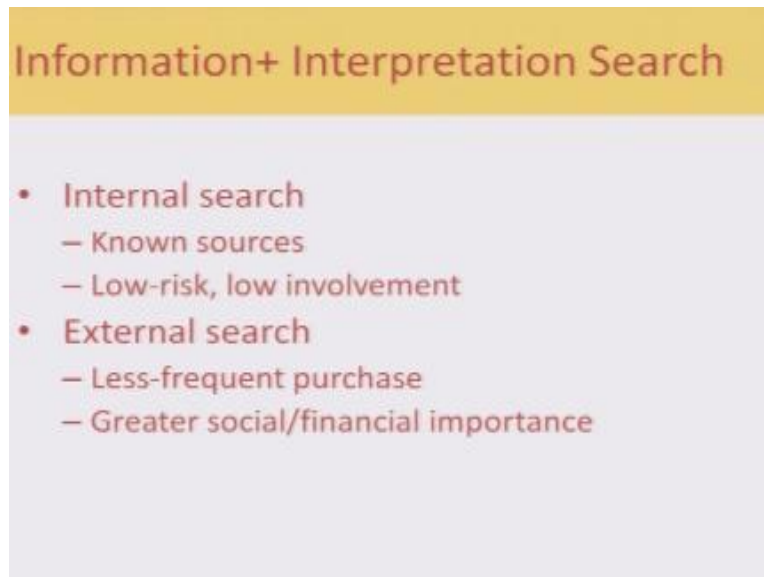 Information+ Interpretation Search
• Internal search
– Known sources
– Low-risk, low involvement
• External search
– Less-frequent purchase
– Greater social/financial importance